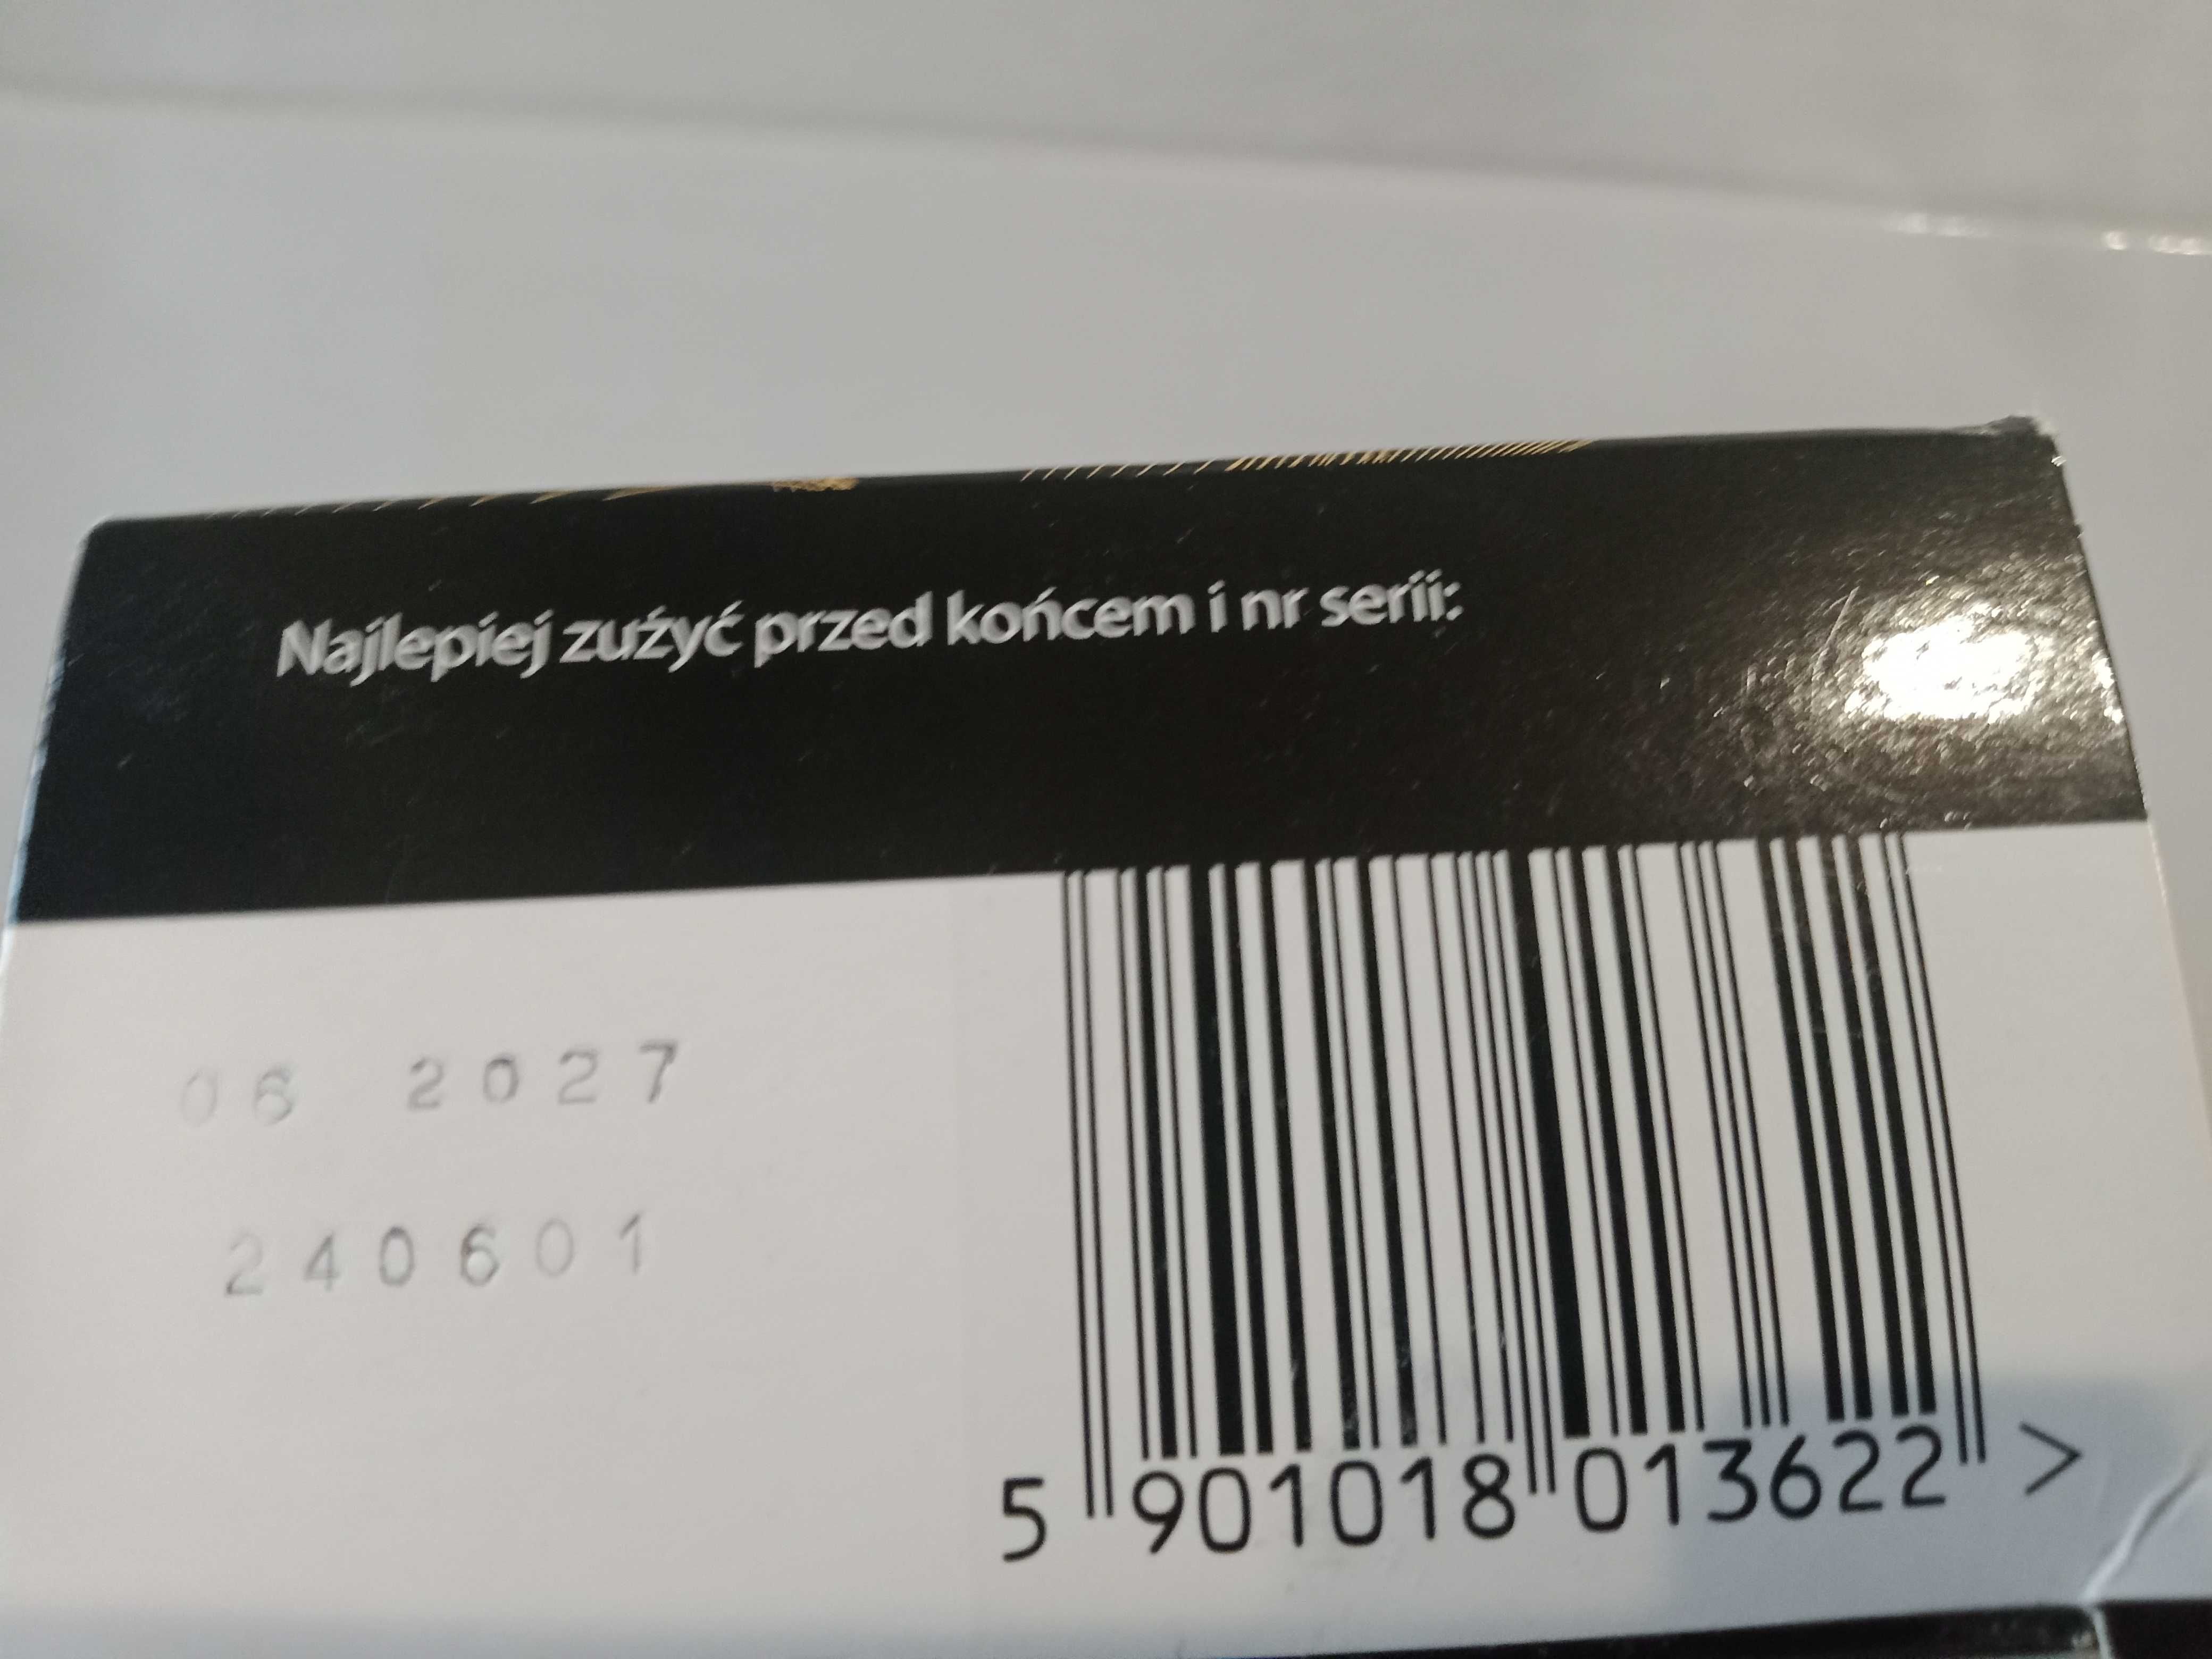 Najlepiej zużyć przed końcem i nr serii:
06 2027
240601
5 901018 013622 >